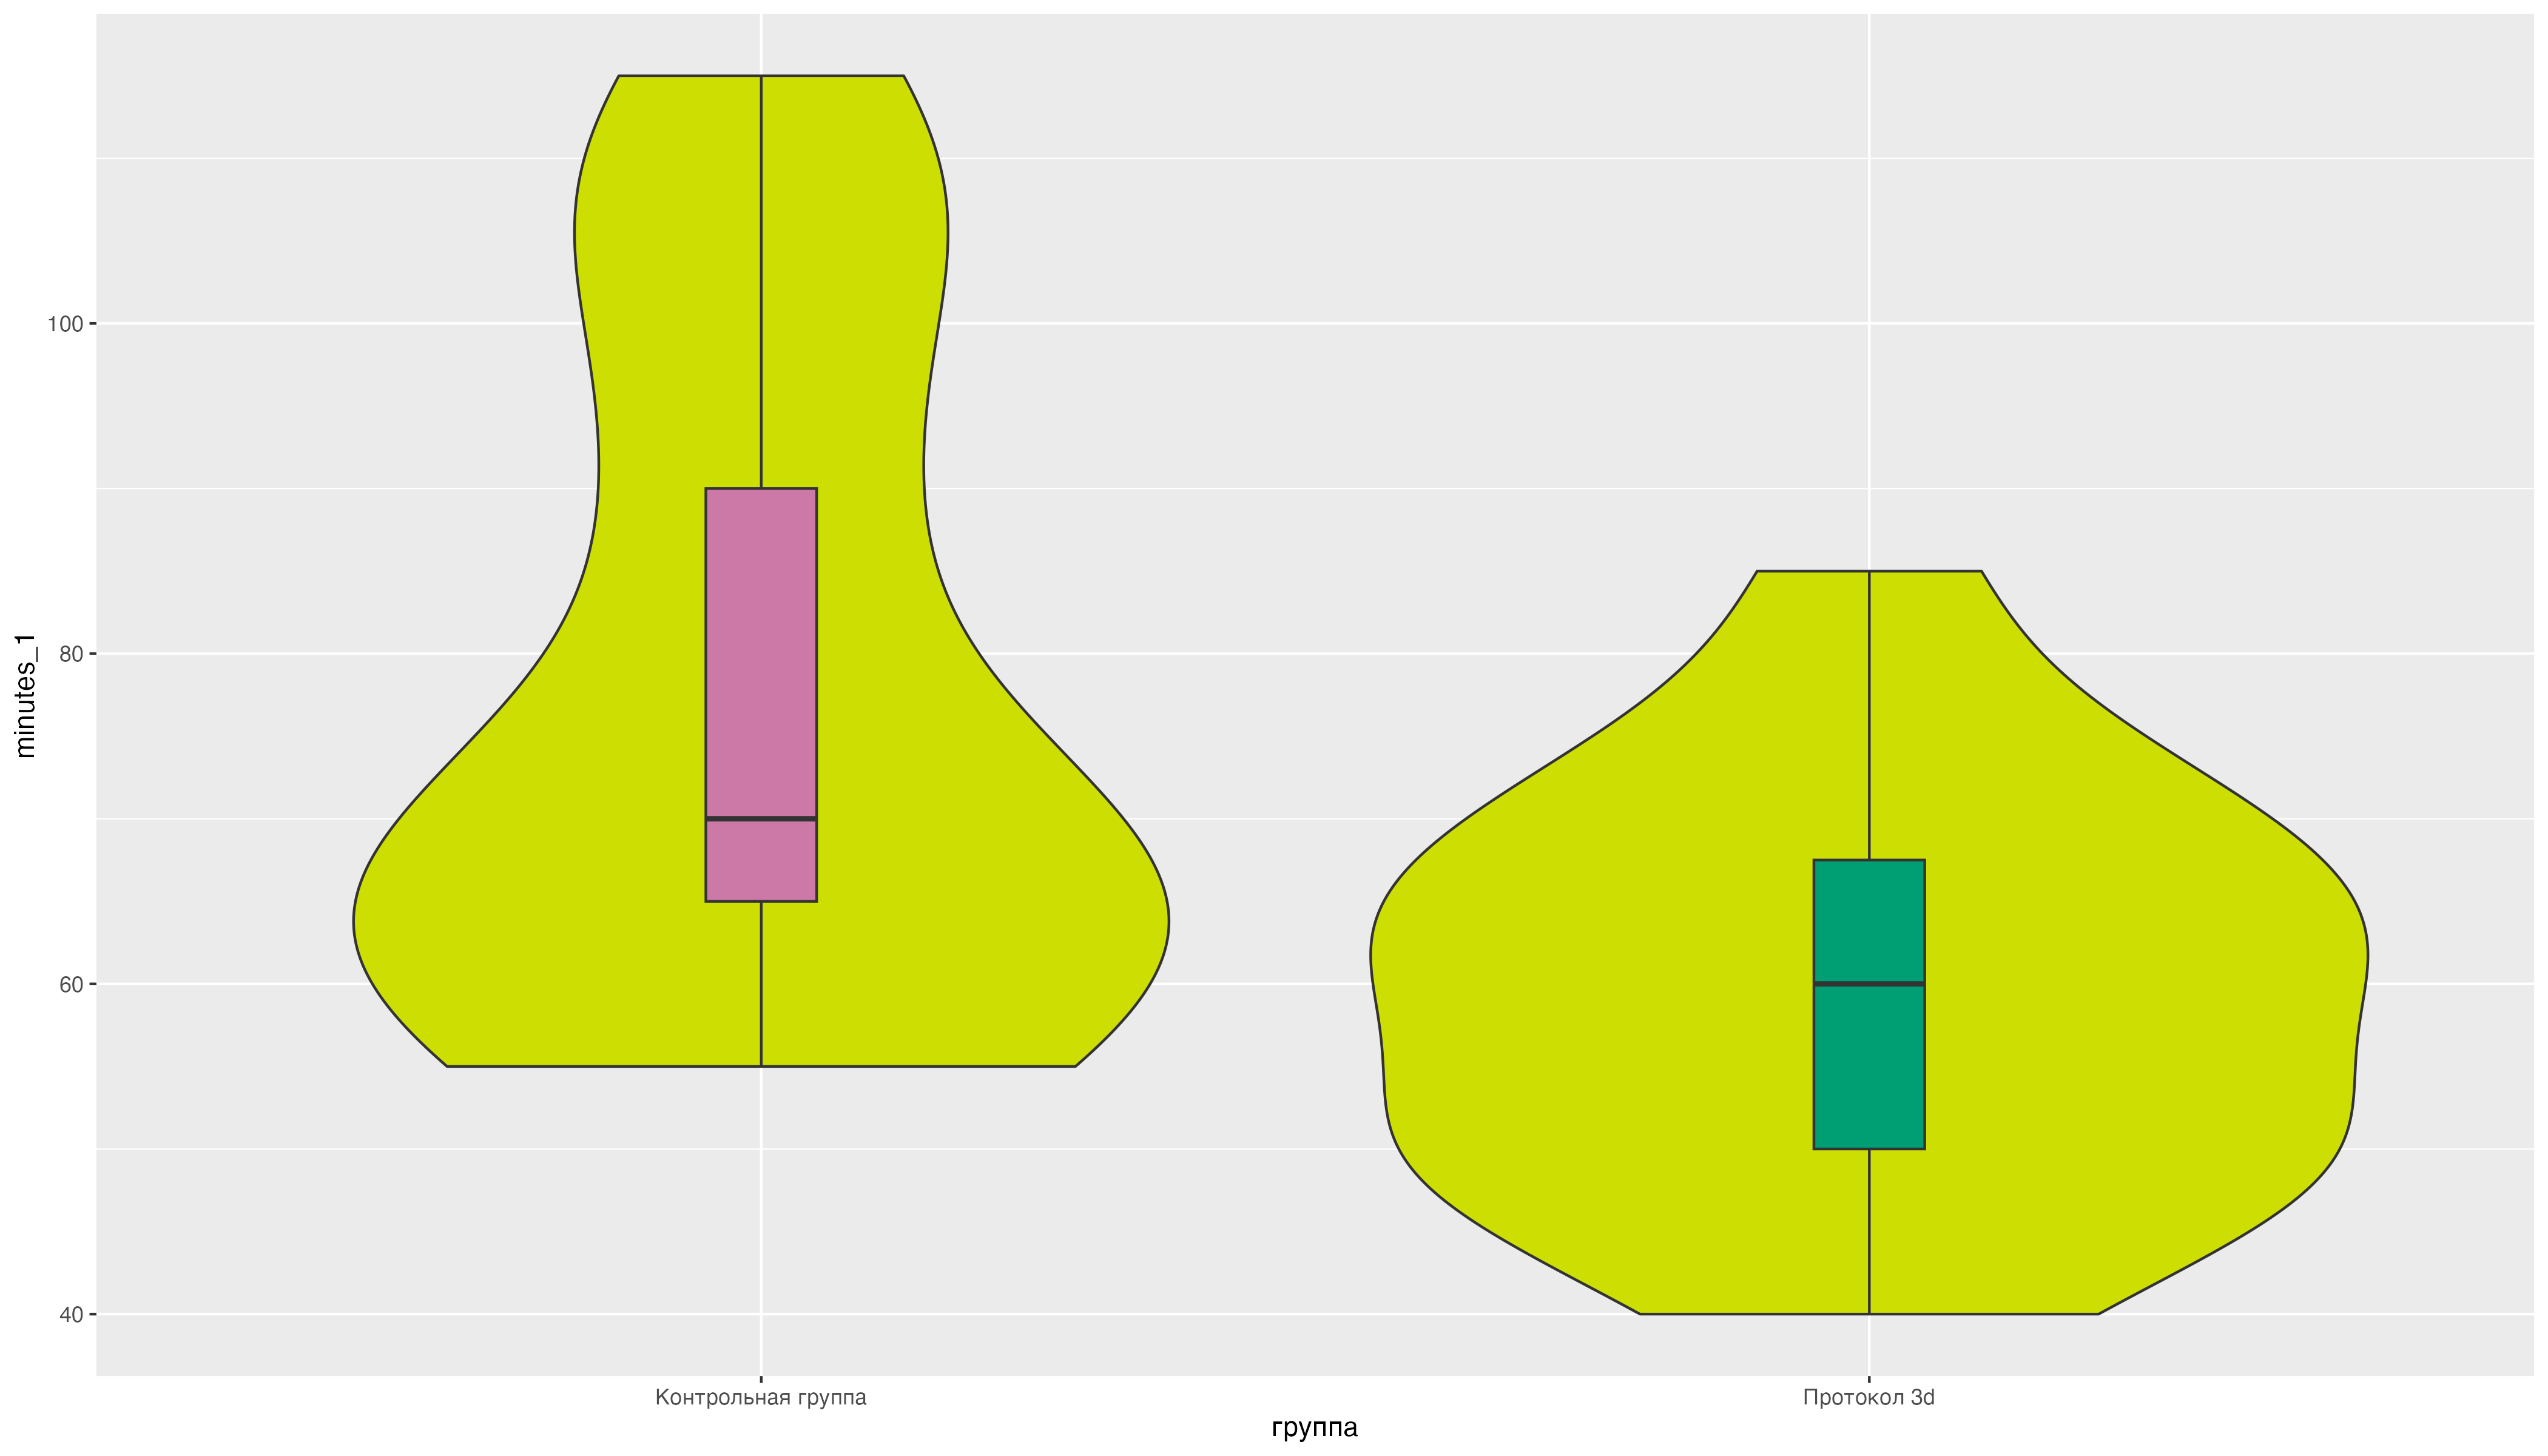 minutes_1
100
80
60
40
Контрольная группа
Протокол 3d
группа